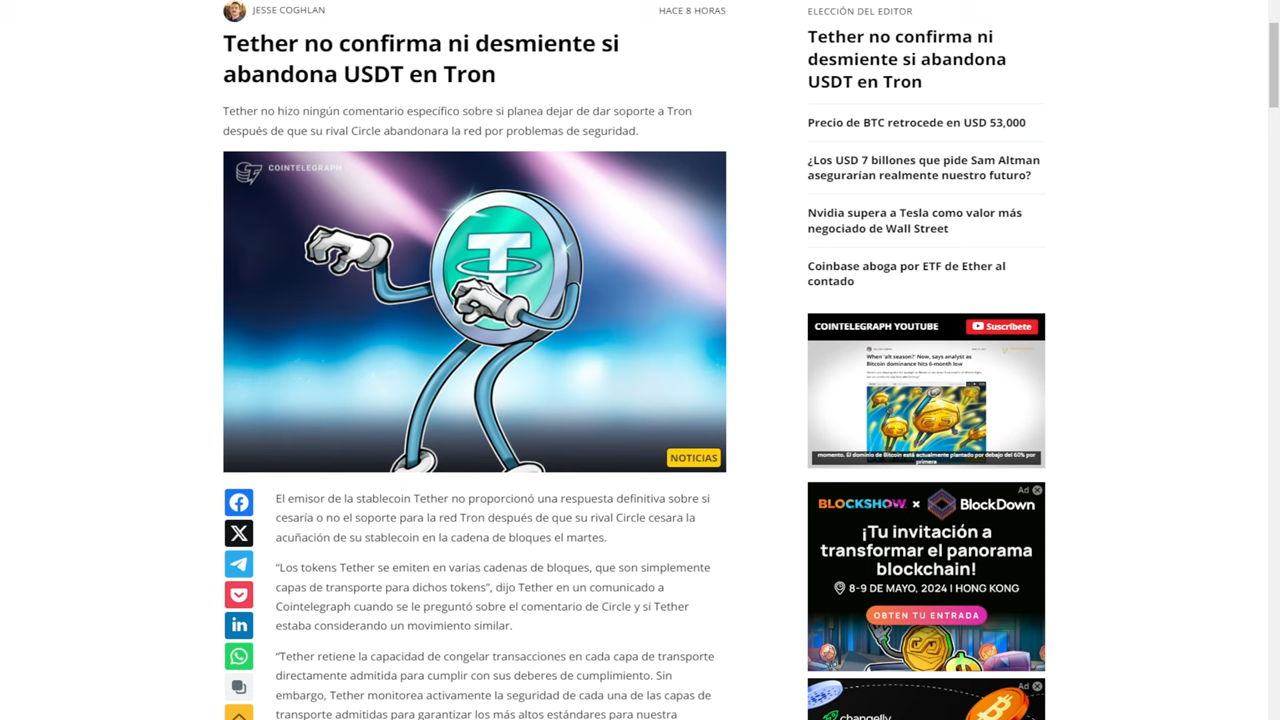 JESSE COGHLAN
HACE 8 HORAS
Tether no confirma ni desmiente si
abandona USDT en Tron
Tether no hizo ningún comentario específico sobre si planea dejar de dar soporte a Tron
después de que su rival Circle abandonara la red por problemas de seguridad.
COINTELEGRAPH
NOTICIAS
El emisor de la stablecoin Tether no proporcionó una respuesta definitiva sobre si
cesaría o no el soporte para la red Tron después de que su rival Circle cesara la
acuñación de su stablecoin en la cadena de bloques el martes.
"Los tokens Tether se emiten en varias cadenas de bloques, que son simplemente
capas de transporte para dichos tokens", dijo Tether en un comunicado a
Cointelegraph cuando se le preguntó sobre el comentario de Circle y si Tether
estaba considerando un movimiento similar.
"Tether retiene la capacidad de congelar transacciones en cada capa de transporte
directamente admitida para cumplir con sus deberes de cumplimiento. Sin
embargo, Tether monitorea activamente la seguridad de cada una de las capas de
transporte admitidas para garantizar los más altos estándares para nuestra
ELECCIÓN DEL EDITOR
Tether no confirma ni
desmiente si abandona
USDT en Tron
Precio de BTC retrocede en USD 53,000
¿Los USD 7 billones que pide Sam Altman
asegurarían realmente nuestro futuro?
Nvidia supera a Tesla como valor más
negociado de Wall Street
Coinbase aboga por ETF de Ether al
contado
COINTELEGRAPH YOUTUBE
Suscríbete
When 'alt season?' Now, says analyst as
Bitcoin dominance hits 6-month low
momento. El dominio de Bitcoin está actualmente plantado por debajo del 60% por
primera
Ad
BLOCKSHOW × BlockDown
¡Tu invitación a
transformar el panorama
blockchain!
8-9 DE MAYO, 2024 I HONG KONG
OBTEN TU ENTRADA
Ad
changelly